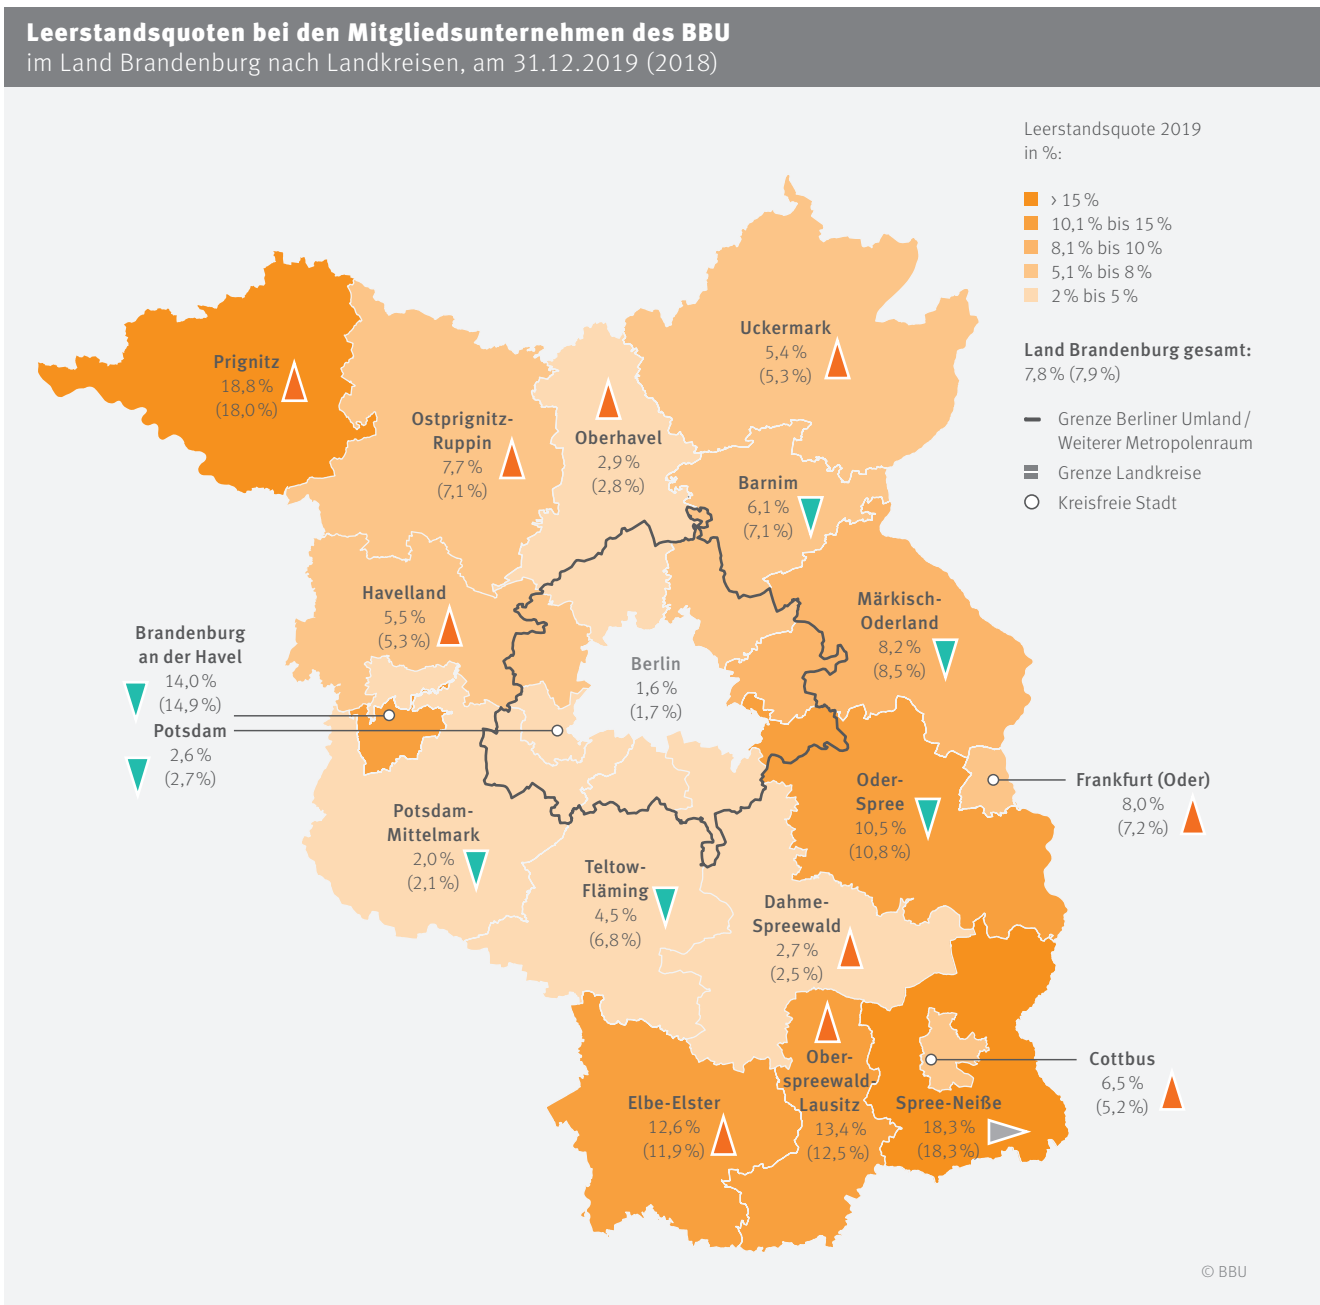 Leerstandsquoten bei den Mitgliedsunternehmen des BBU
im Land Brandenburg nach Landkreisen, am 31.12.2019 (2018)
Leerstandsquote 2019
in %:
> 15 %
10,1 % bis 15 %
8,1 % bis 10 %
5,1 % bis 8 %
2 % bis 5 %
Land Brandenburg gesamt:
7,8 % (7,9 %)
Grenze Berliner Umland /
Weiterer Metropolenraum
Grenze Landkreise
Kreisfreie Stadt
Prignitz
18,8 %
(18,0 %)
Ostprignitz-
Ruppin
7,7 %
(7,1 %)
Oberhavel
2,9 %
(2,8 %)
Uckermark
5,4 %
(5,3 %)
Barnim
6,1 %
(7,1 %)
Havelland
5,5 %
(5,3 %)
Märkisch-
Oderland
8,2 %
(8,5 %)
Brandenburg
an der Havel
14,0 %
(14,9 %)
Potsdam
2,6 %
(2,7%)
Berlin
1,6 %
(1,7 %)
Potsdam-
Mittelmark
2,0 %
(2,1 %)
Teltow-
Fläming
4,5 %
(6,8 %)
Oder-
Spree
10,5 %
(10,8 %)
Frankfurt (Oder)
8,0 %
(7,2 %)
Dahme-
Spreewald
2,7 %
(2,5 %)
Elbe-Elster
12,6 %
(11,9 %)
Ober-
spreewald-
Lausitz
13,4 %
(12,5 %)
Spree-Neiße
18,3 %
(18,3 %)
Cottbus
6,5 %
(5,2 %)
© BBU